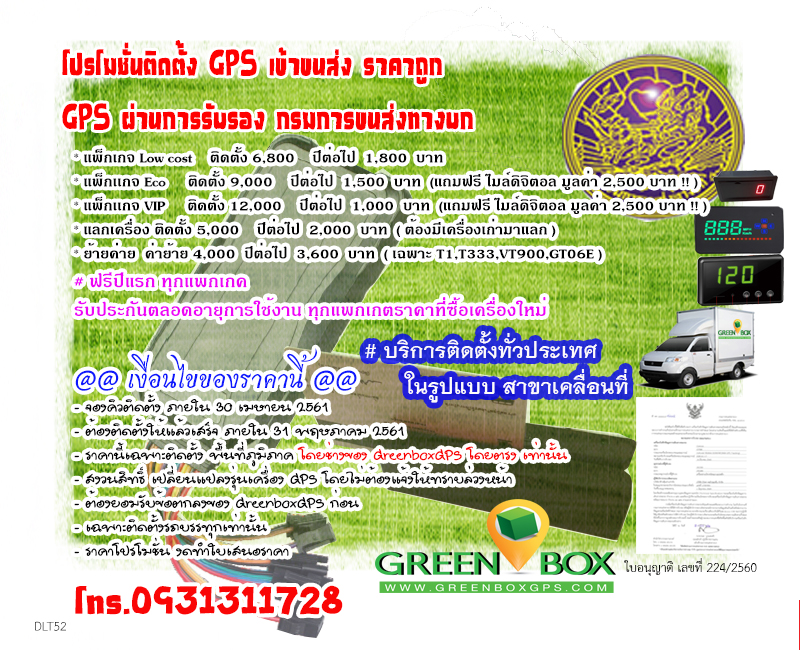 โปรโมชั่นติดตั้ง GPS เข้าขนส่ง ราคาถูก
GPS ผ่านการรับรอง กรมการขนส่งทางบก
* แพ็กเกจ Low cost ติดตั้ง 6,800 ปีต่อไป 1,800 บาท
* แพ็กเกจ Eco ติดตั้ง 9,000 ปีต่อไป 1,500 บาท (แถมฟรี ไมล์ดิจิตอล มูลค่า 2,500 บาท !! )
* แพ็กเกจ VIP ติดตั้ง 12,000 ปีต่อไป 1,000 บาท (แถมฟรี ไมล์ดิจิตอล มูลค่า 2,500 บาท !! )
* แลกเครื่อง ติดตั้ง 5,000 ปีต่อไป 2,000 บาท ( ต้องมีเครื่องเก่ามาแลก )
* ย้ายค่าย ค่าย้าย 4,000 ปีต่อไป 3,600 บาท ( เฉพาะ T1,T333,VT900,GT06E )
0
888
120
# ฟรีปีแรก ทุกแพกเกค
รับประกันตลอดอายุการใช้งาน ทุกแพกเกตราคาที่ซื้อเครื่องใหม่
GREEN BOX
# บริการติดตั้งทั่วประเทศ
ในรูปแบบ สาขาเคลื่อนที่
@@ เงื่อนไขของราคานี้ @@
- จองคิวติดตั้ง ภายใน 30 เมษายน 2561
- ต้องติดตั้งให้แล้วเสร็จ ภายใน 31 พฤษภาคม 2561
- ราคานี้เฉพาะติดตั้ง พื้นที่ภูมิภาค โดยช่างของ GreenboxGPS โดยตรง เท่านั้น
- สงวนสิทธิ์ เปลี่ยนแปลงรุ่นเครื่อง GPS โดยไม่ต้องแจ้งให้ทราบล่วงหน้า
- ต้องยอมรับข้อตกลงของ GreenboxGPS ก่อน
- เฉพาะติดตั้งรถบรรทุกเท่านั้น
- ราคาโปรโมชั่น งดทำใบเสนอราคา
GREEN BOX
WWW.GREENBOXGPS.COM
ใบอนุญาติ เลขที่ 224/2560
โทร.0931311728
DLT52